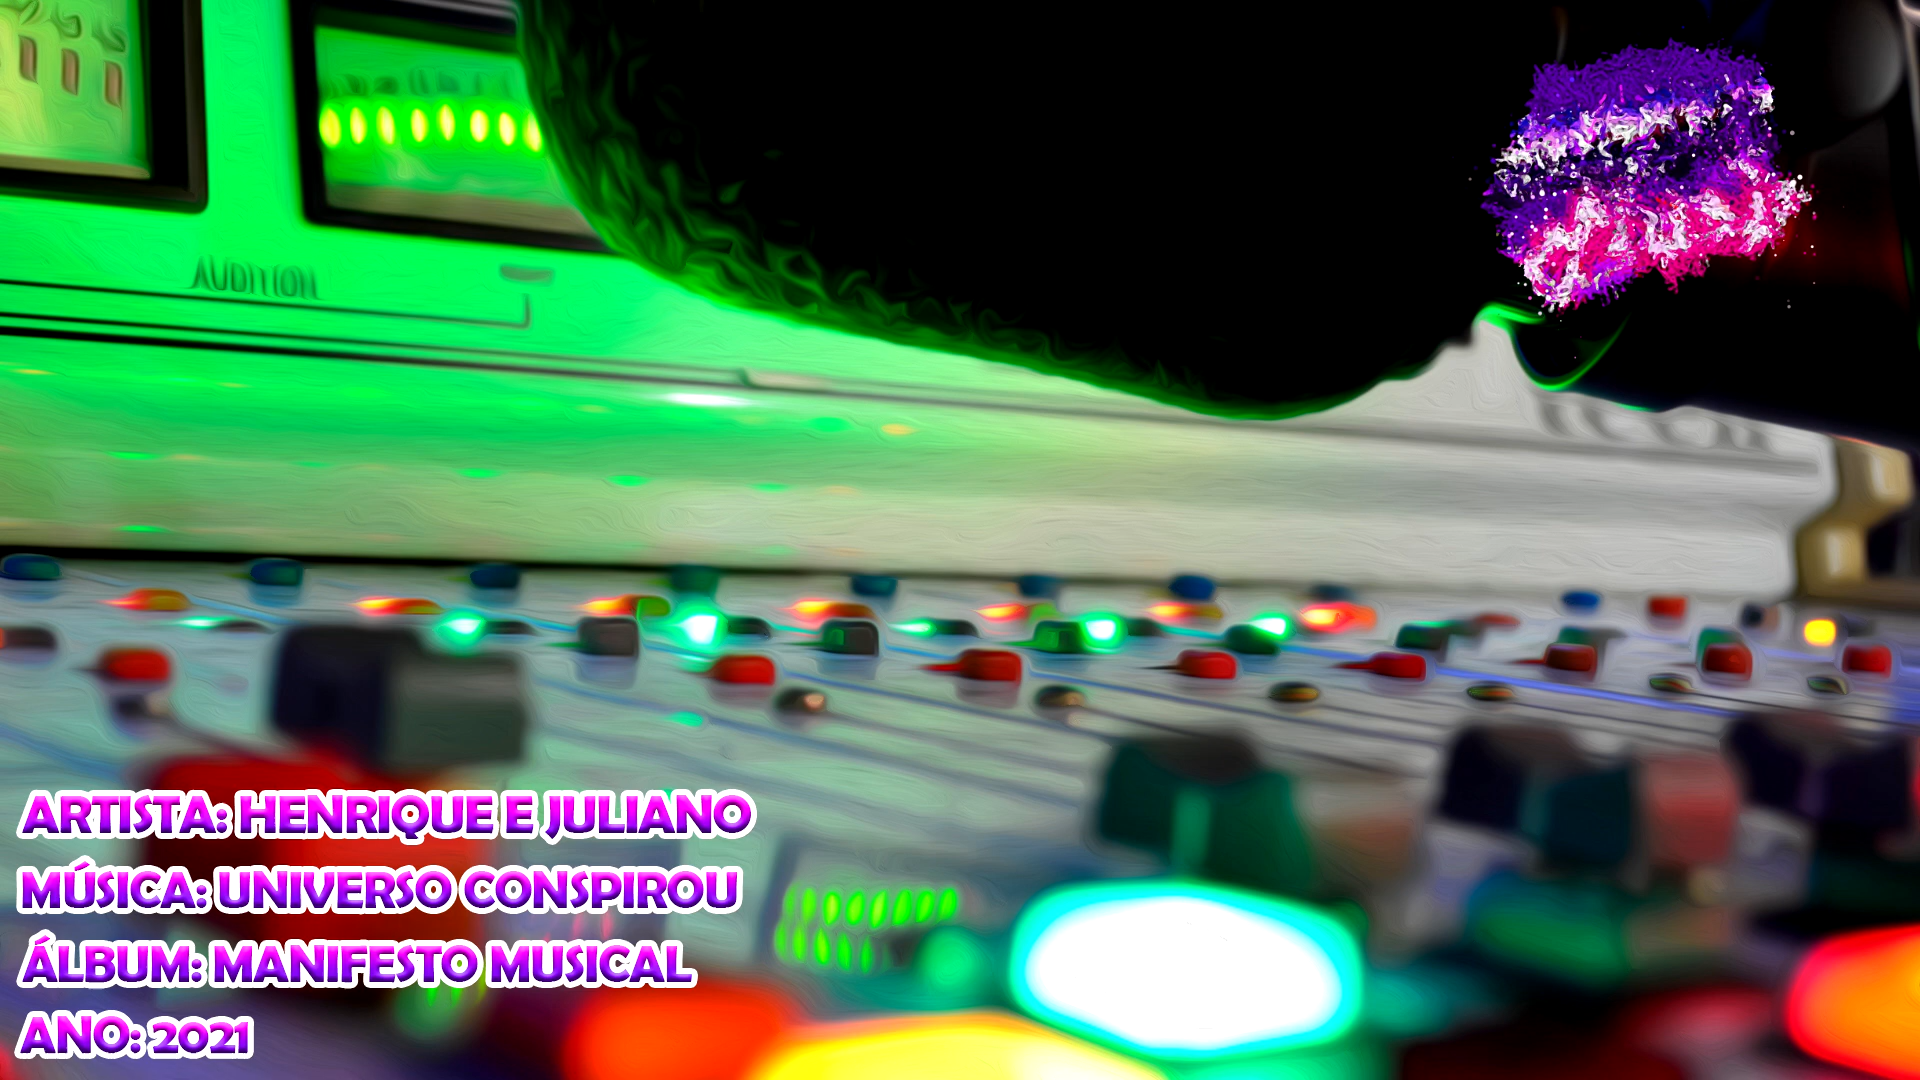 AUDITION
ARTISTA: HENRIQUE E JULIANO
MÚSICA: UNIVERSO CONSPIROU
ÁLBUM: MANIFESTO MUSICAL
ANO: 2021